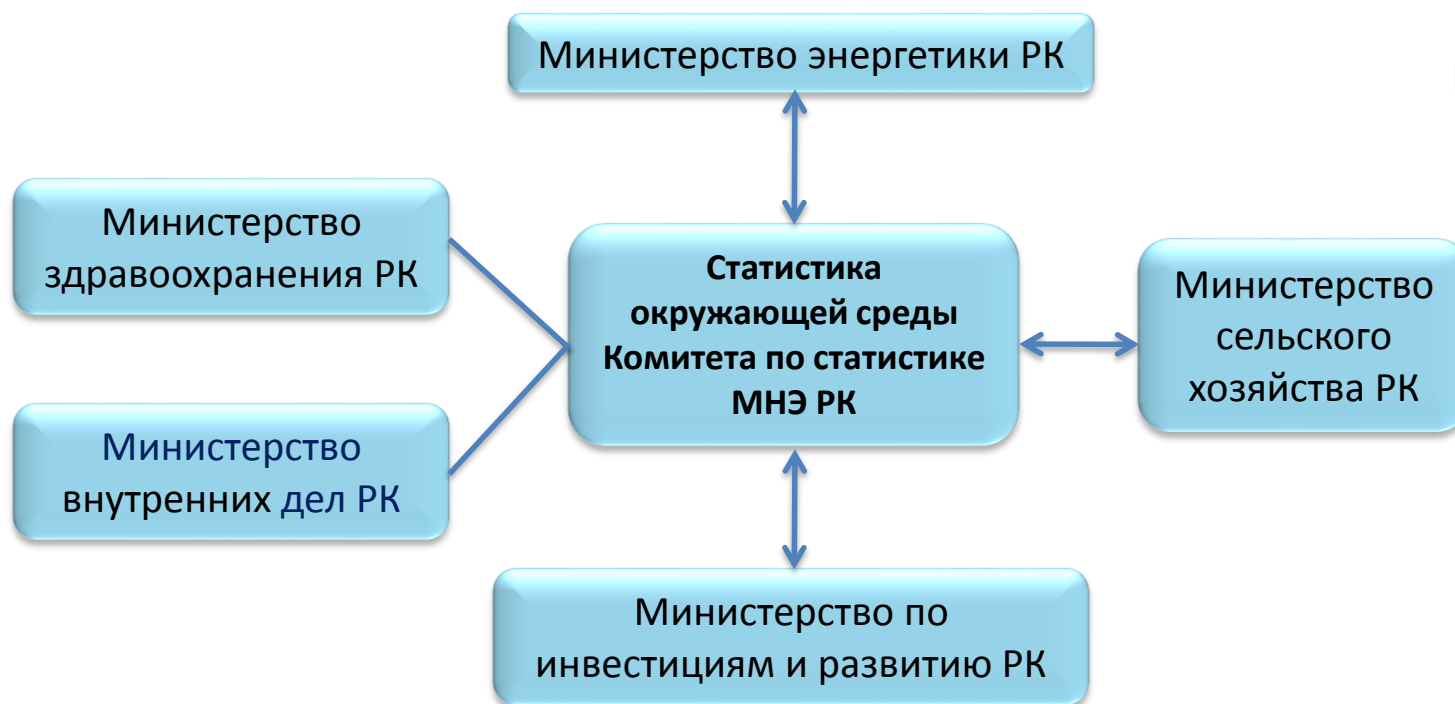 Министерство энергетики РК
Министерство
здравоохранения РК
Статистика
окружающей среды
Комитета по статистике
МНЭ РК
Министерство
сельского
хозяйства РК
Министерство
внутренних дел РК
Министерство по
инвестициям и развитию РК